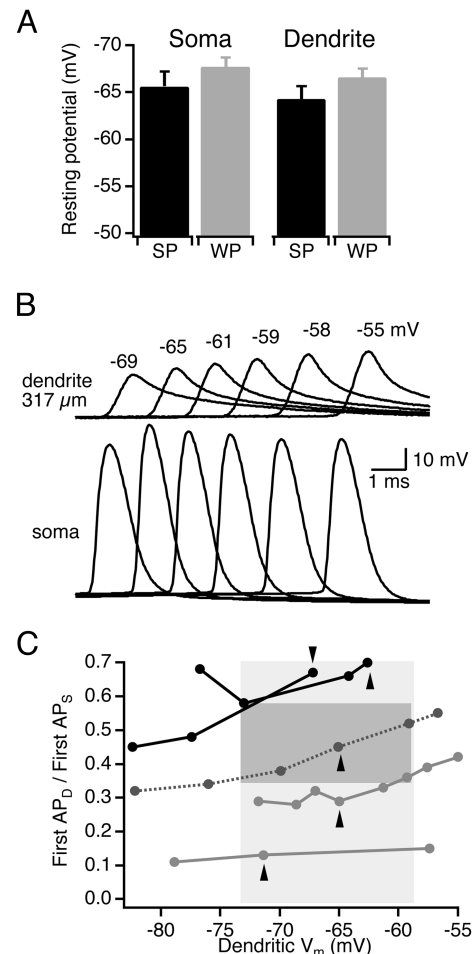 A
Soma Dendrite
Resting potential (mV)
-70
-65
-60
-55
-50
SP WP SP WP
B
-69 -65 -61 -59 -58 -55 mV
dendrite
317 µm
10 mV
1 ms
soma
C
First AP_D / First AP_S
0.7
0.6
0.5
0.4
0.3
0.2
0.1
0.0
-80 -75 -70 -65 -60 -55
Dendritic V_m (mV)